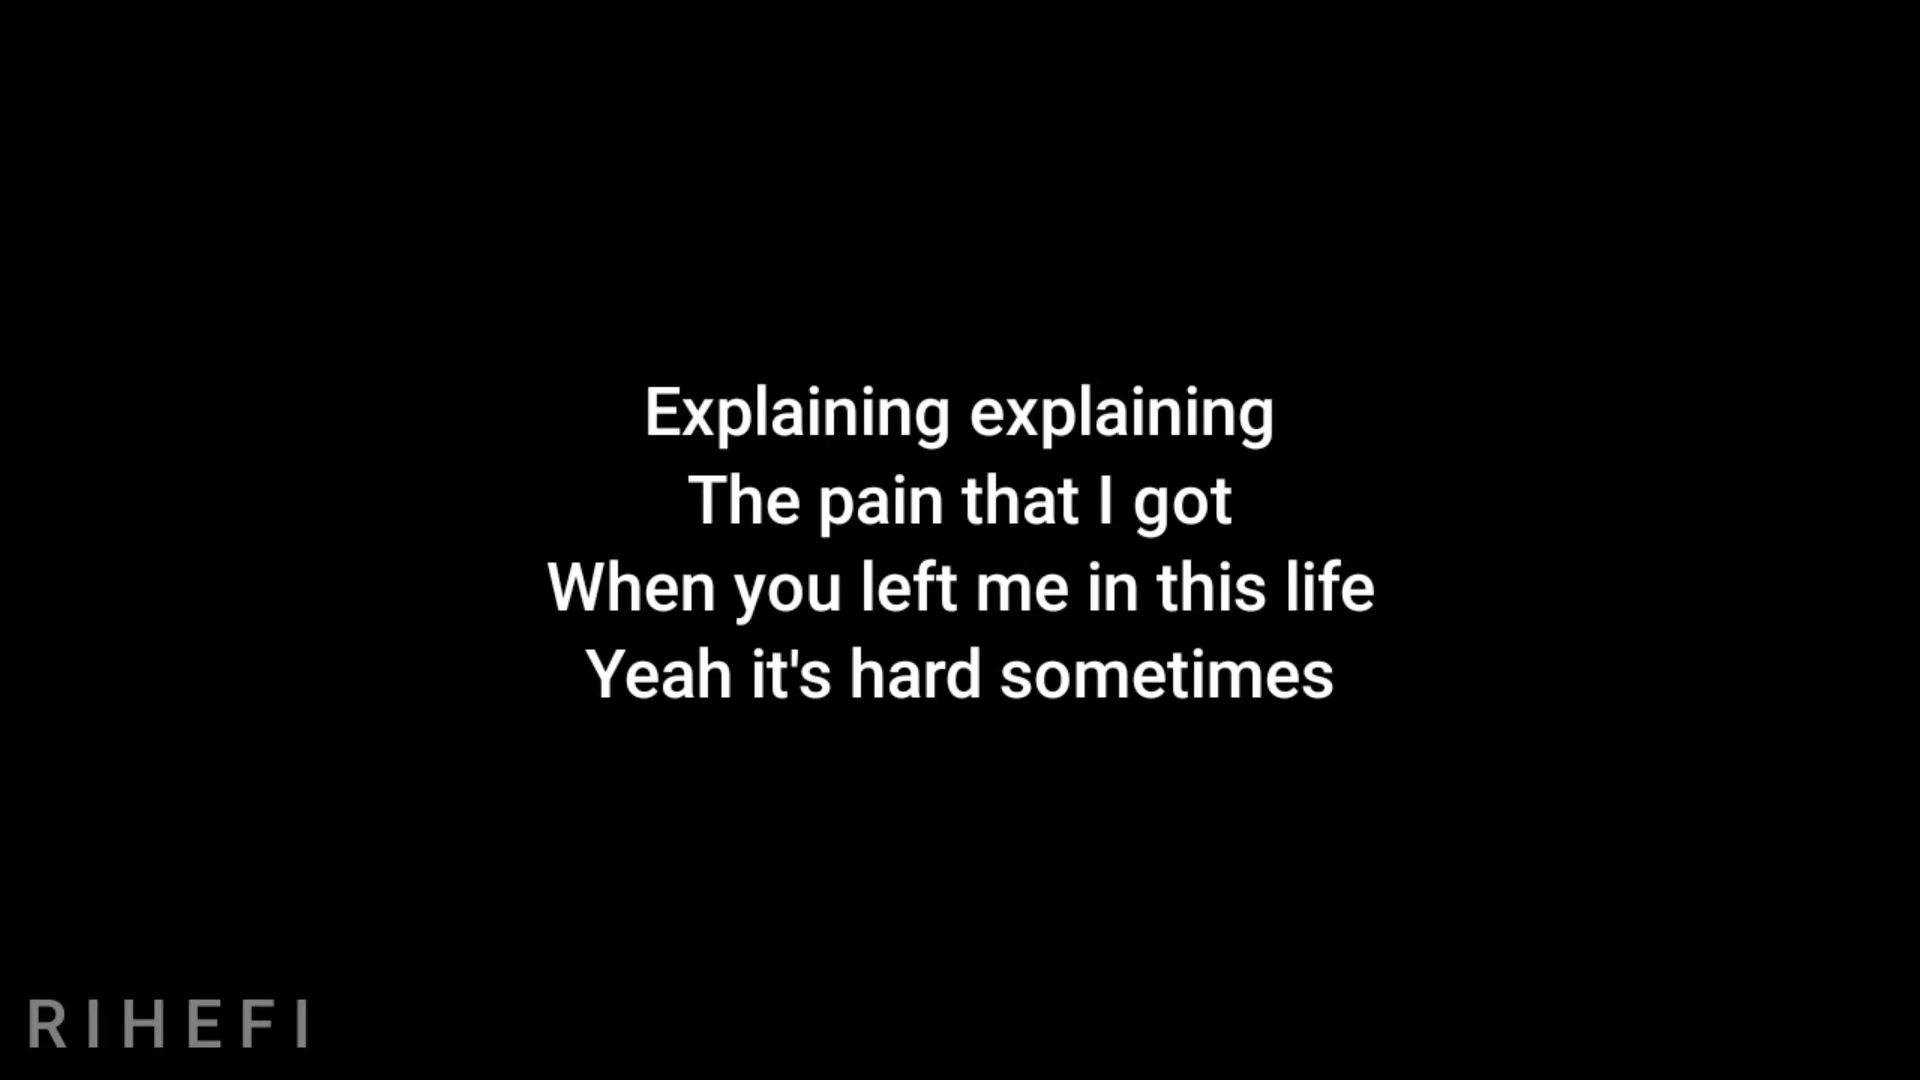 Explaining explaining
The pain that I got
When you left me in this life
Yeah it's hard sometimes
RIHEFI